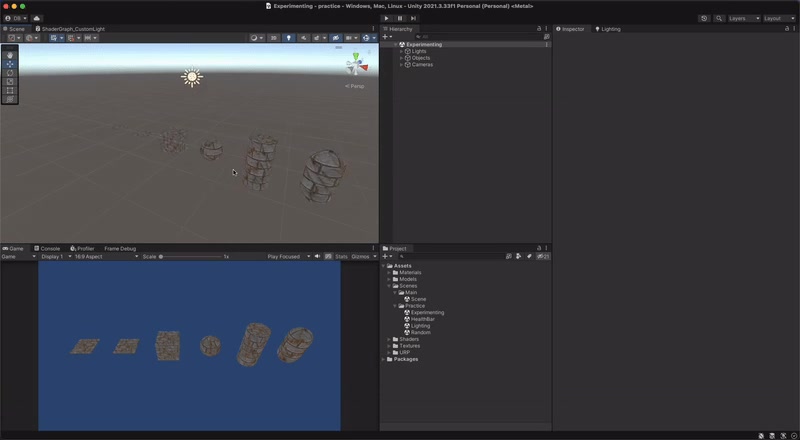 Experimenting - practice - Windows, Mac, Linux - Unity 2021.3.33f1 Personal (Personal) <Metal>
DB
Layers
Layout
Scene
ShaderGraph_CustomLight
Persp
Hierarchy
All
Experimenting
Lights
Objects
Cameras
Inspector
Lighting
Game
Console
Profiler
Frame Debug
Game
Display 1
16:9 Aspect
Scale
1x
Play Focused
Stats
Gizmos
Project
21
Assets
Materials
Models
Scenes
Main
Scene
Practice
Experimenting
HealthBar
Lighting
Random
Shaders
Textures
URP
Packages